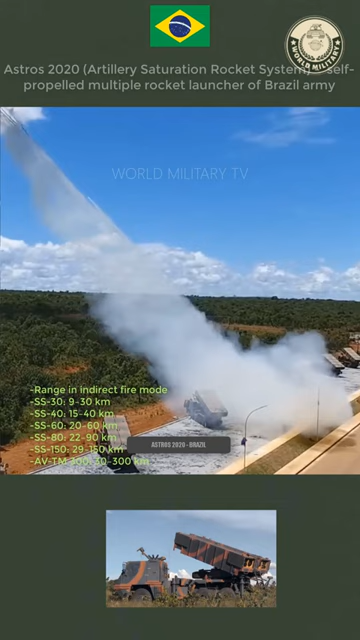 WORLD MILITARY
Astros 2020 (Artillery Saturation Rocket System) - self-
propelled multiple rocket launcher of Brazil army
WORLD MILITARY TV
-Range in indirect fire mode
-SS-30: 9-30 km
-SS-40: 15-40 km
-SS-60: 20-60 km
-SS-80: 22-90 km
-SS-150: 29-150 km
-AV-TM 300: 30-300 km
ASTROS 2020 - BRAZIL